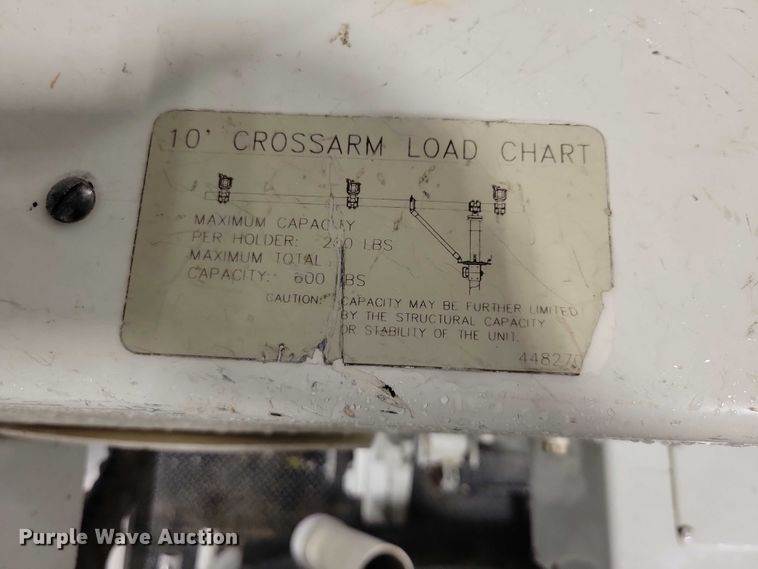 10' CROSSARM LOAD CHART
MAXIMUM CAPACITY
PER HOLDER: LBS
MAXIMUM TOTAL
CAPACITY: 600 LBS
CAUTION: CAPACITY MAY BE FURTHER LIMITED
BY THE STRUCTURAL CAPACITY
OR STABILITY OF THE UNIT.
Purple Wave Auction